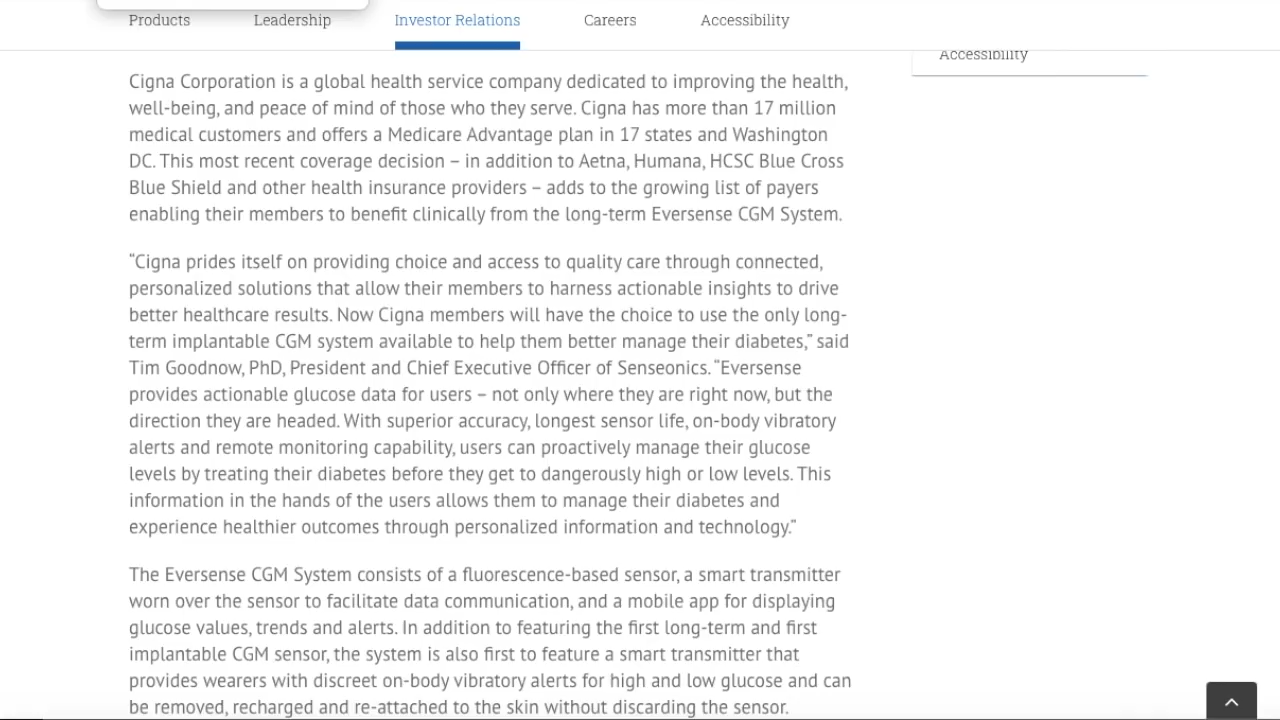 Products Leadership Investor Relations Careers Accessibility
Accessibility
Cigna Corporation is a global health service company dedicated to improving the health,
well-being, and peace of mind of those who they serve. Cigna has more than 17 million
medical customers and offers a Medicare Advantage plan in 17 states and Washington
DC. This most recent coverage decision – in addition to Aetna, Humana, HCSC Blue Cross
Blue Shield and other health insurance providers – adds to the growing list of payers
enabling their members to benefit clinically from the long-term Eversense CGM System.
“Cigna prides itself on providing choice and access to quality care through connected,
personalized solutions that allow their members to harness actionable insights to drive
better healthcare results. Now Cigna members will have the choice to use the only long-
term implantable CGM system available to help them better manage their diabetes,” said
Tim Goodnow, PhD, President and Chief Executive Officer of Senseonics. “Eversense
provides actionable glucose data for users – not only where they are right now, but the
direction they are headed. With superior accuracy, longest sensor life, on-body vibratory
alerts and remote monitoring capability, users can proactively manage their glucose
levels by treating their diabetes before they get to dangerously high or low levels. This
information in the hands of the users allows them to manage their diabetes and
experience healthier outcomes through personalized information and technology.”
The Eversense CGM System consists of a fluorescence-based sensor, a smart transmitter
worn over the sensor to facilitate data communication, and a mobile app for displaying
glucose values, trends and alerts. In addition to featuring the first long-term and first
implantable CGM sensor, the system is also first to feature a smart transmitter that
provides wearers with discreet on-body vibratory alerts for high and low glucose and can
be removed, recharged and re-attached to the skin without discarding the sensor.